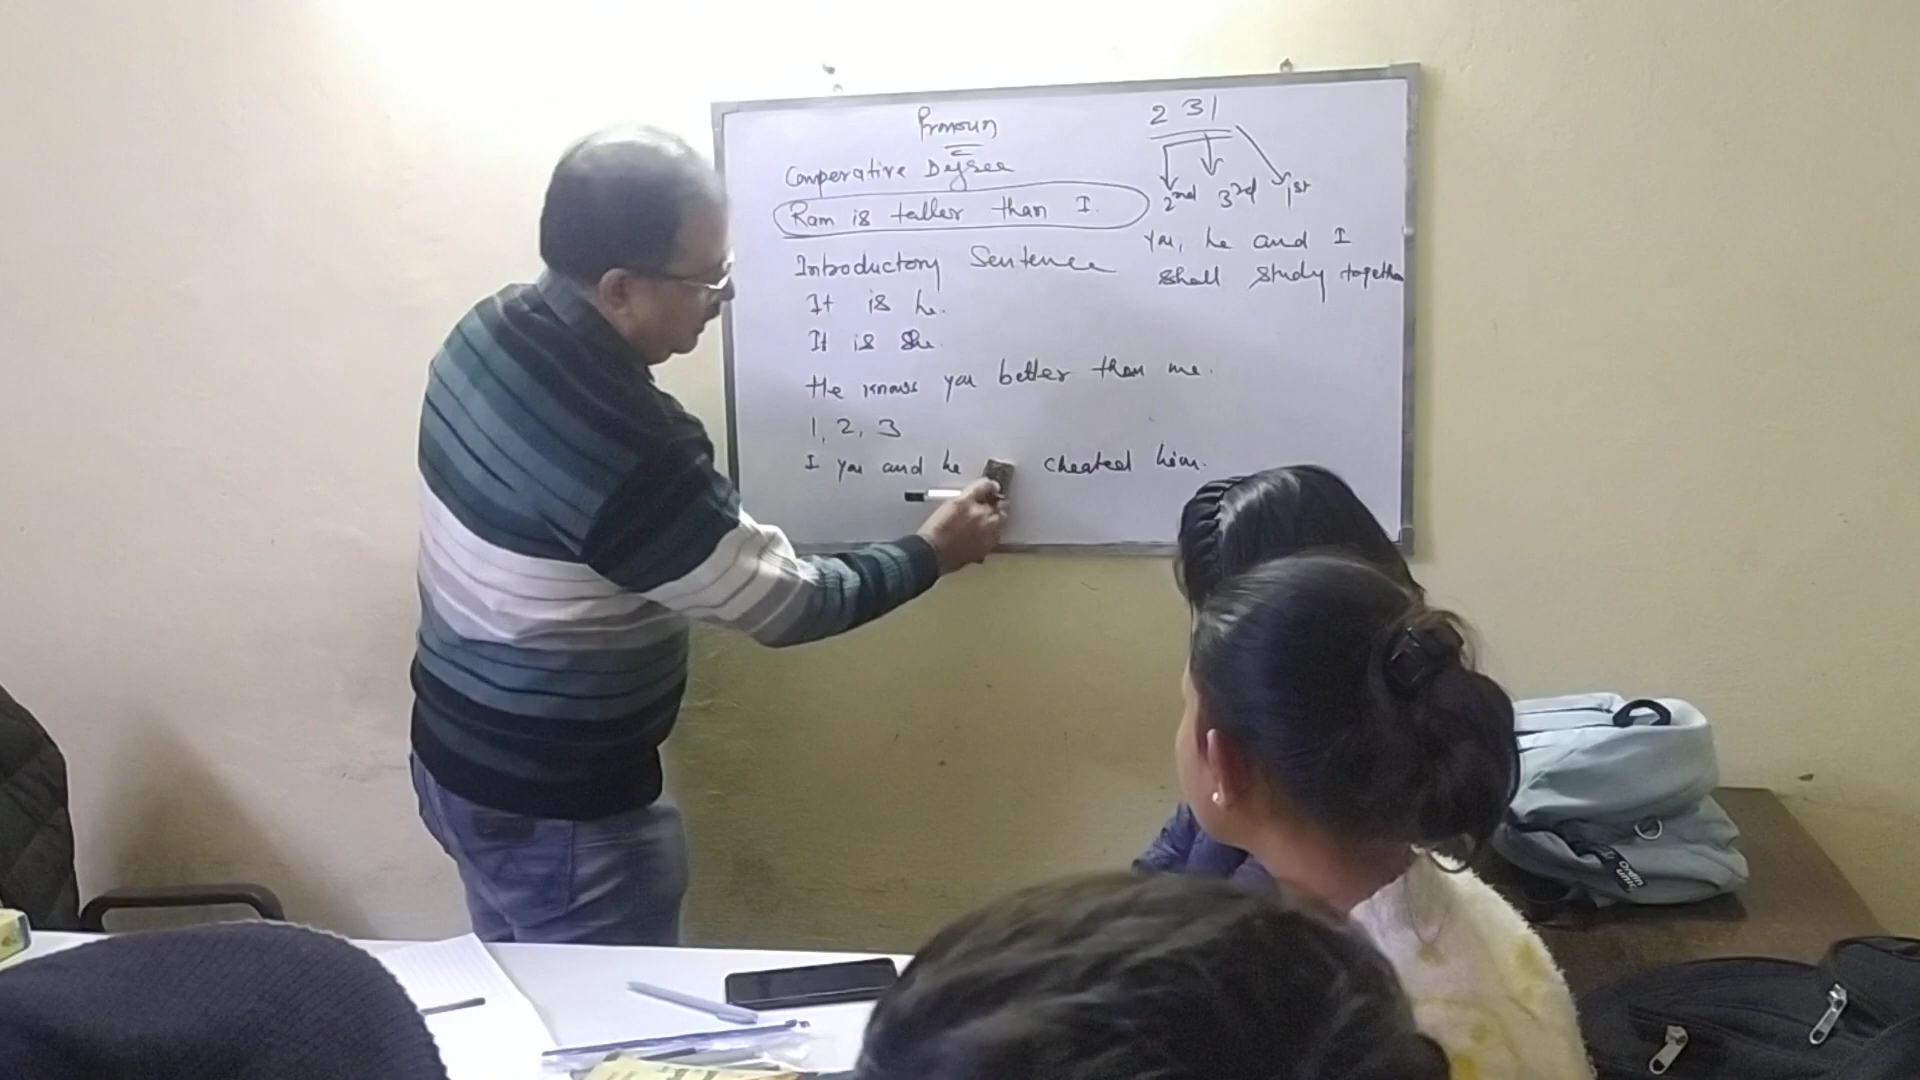 Pronoun
Comperative Degree
Ram is taller than I.
Introductory Sentence
It is he.
It is she.
He knows you better than me.
1, 2, 3
I you and he cheated him.
2 3 1
2nd 3rd 1st
You, he and I
shall study together